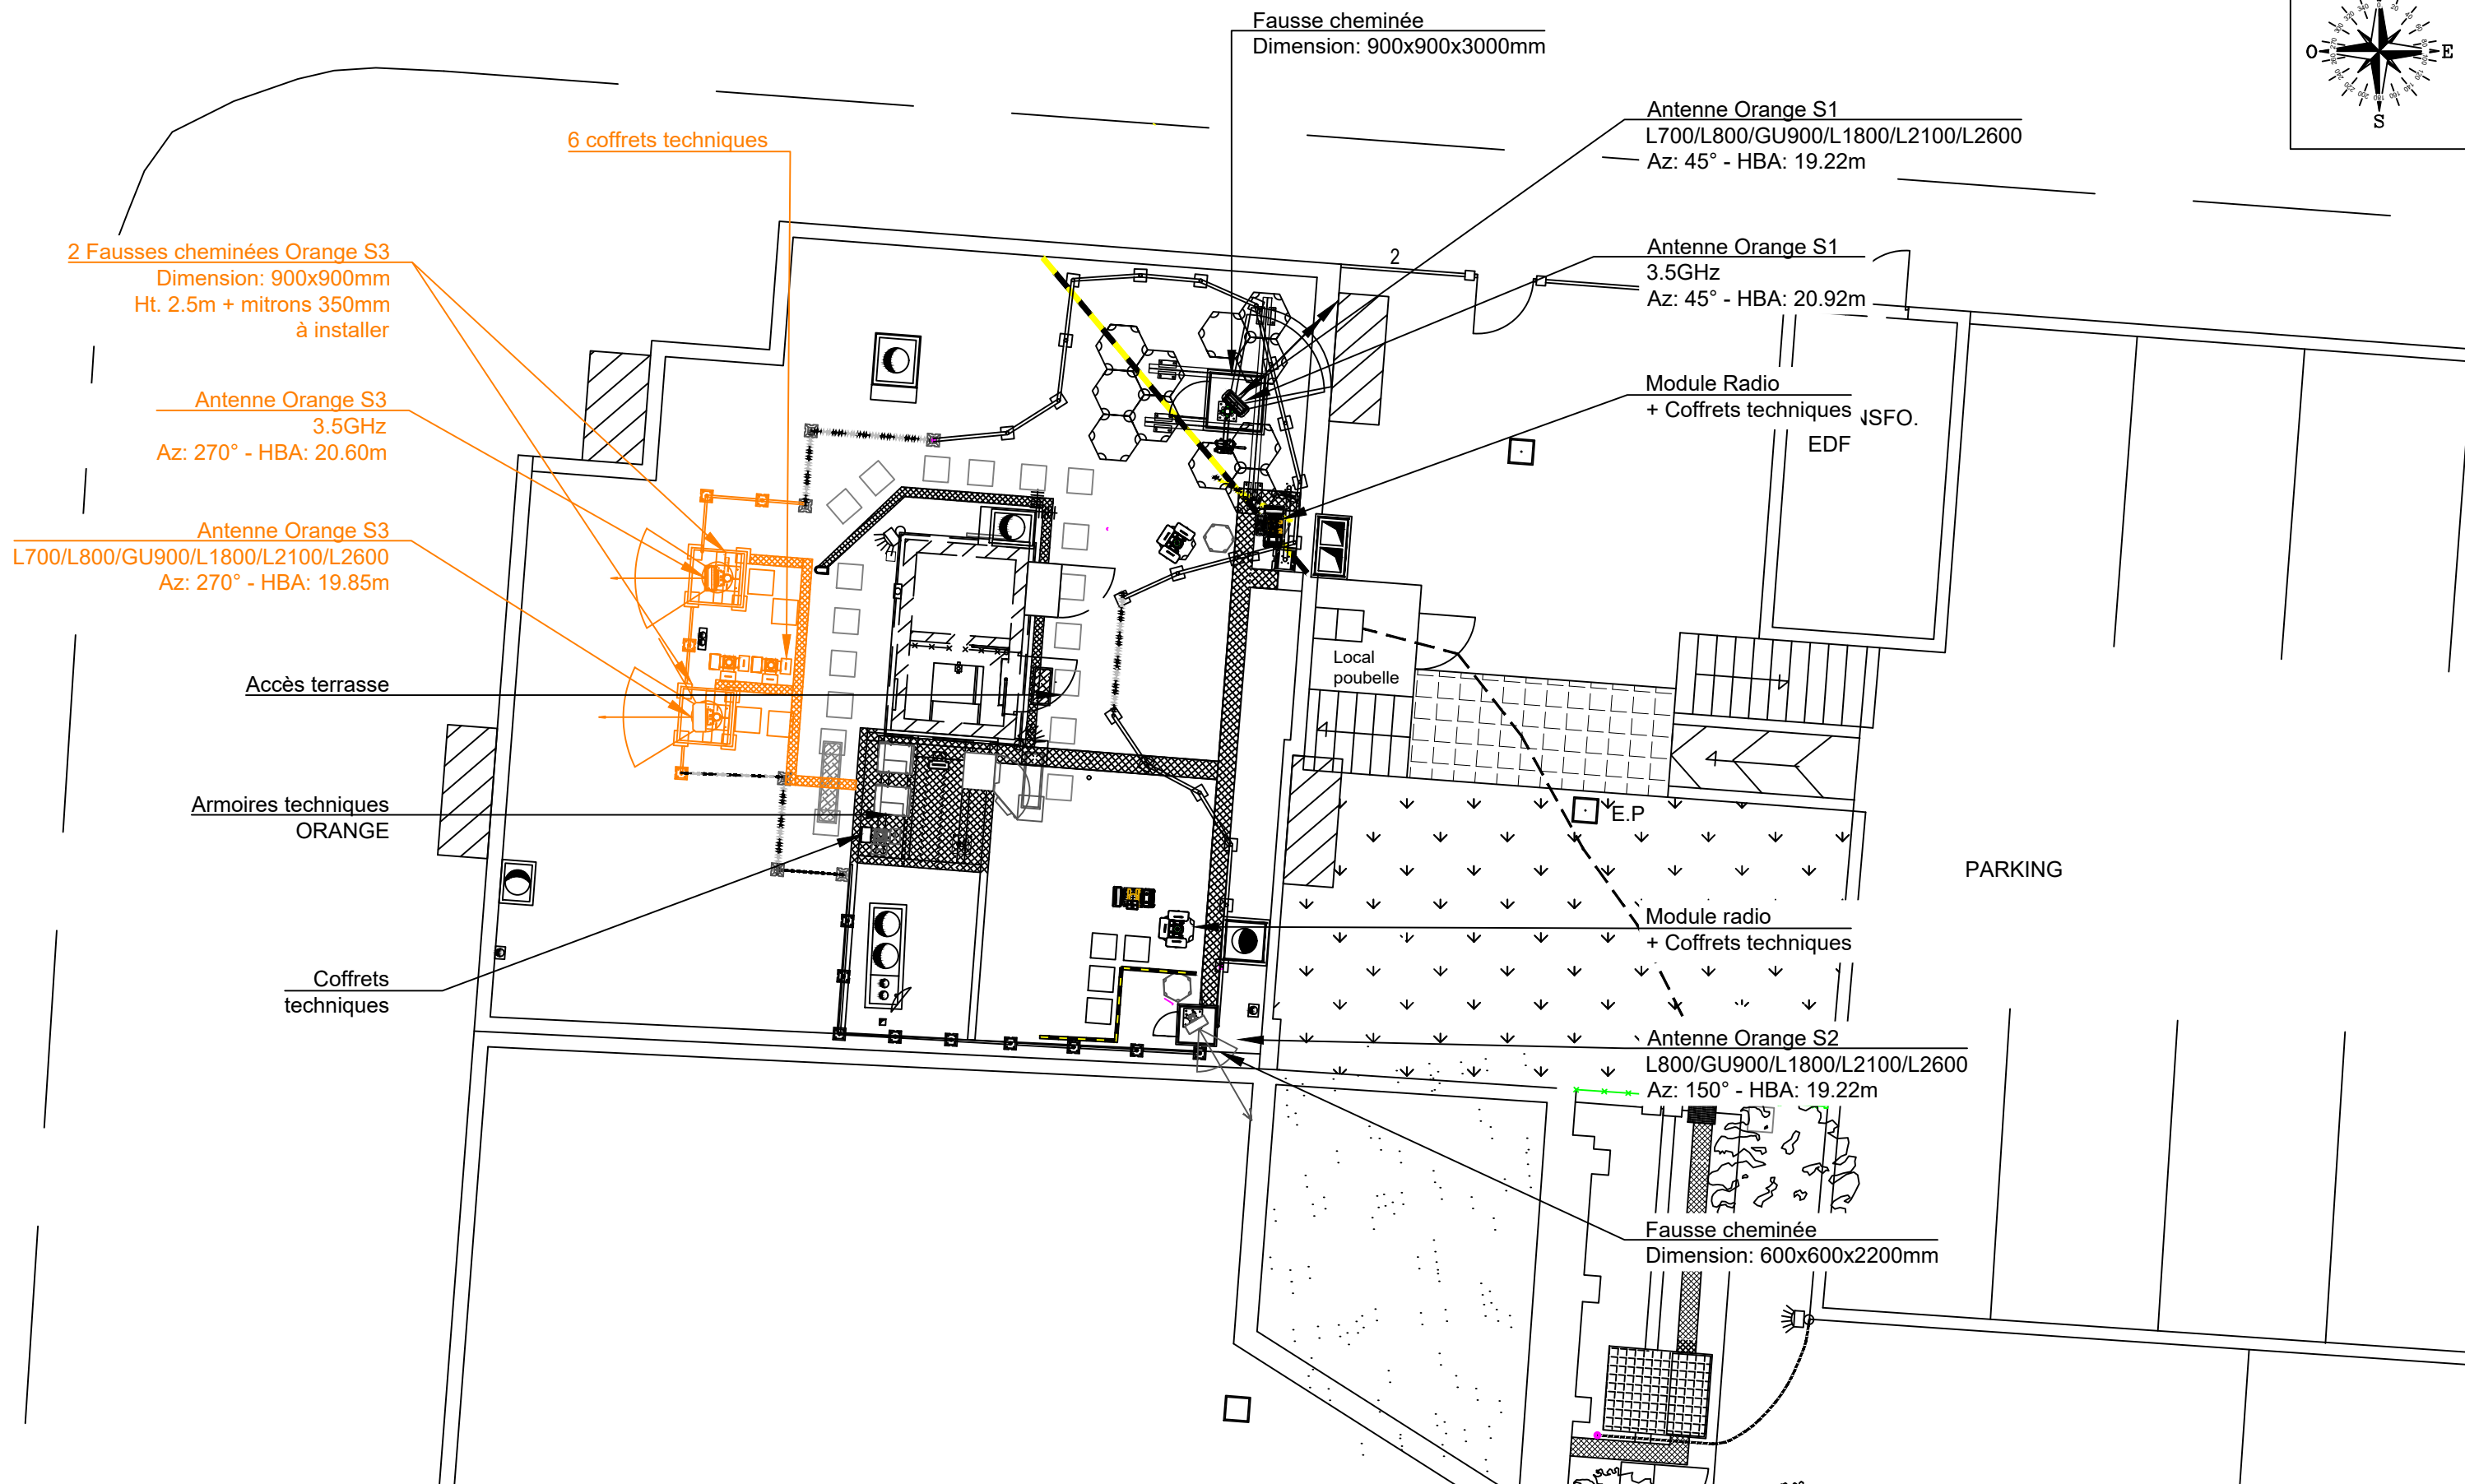 Fausse cheminée
Dimension: 900x900x3000mm
O
E
S
Antenne Orange S1
L700/L800/GU900/L1800/L2100/L2600
Az: 45° - HBA: 19.22m
6 coffrets techniques
2 Fausses cheminées Orange S3
Dimension: 900x900mm
Ht. 2.5m + mitrons 350mm
à installer
2
Antenne Orange S1
3.5GHz
Az: 45° - HBA: 20.92m
Antenne Orange S3
3.5GHz
Az: 270° - HBA: 20.60m
Module Radio
+ Coffrets techniques
NSFO.
EDF
Antenne Orange S3
L700/L800/GU900/L1800/L2100/L2600
Az: 270° - HBA: 19.85m
Local
poubelle
Accès terrasse
Armoires techniques
ORANGE
E.P
PARKING
Module radio
+ Coffrets techniques
Coffrets
techniques
Antenne Orange S2
L800/GU900/L1800/L2100/L2600
Az: 150° - HBA: 19.22m
Fausse cheminée
Dimension: 600x600x2200mm